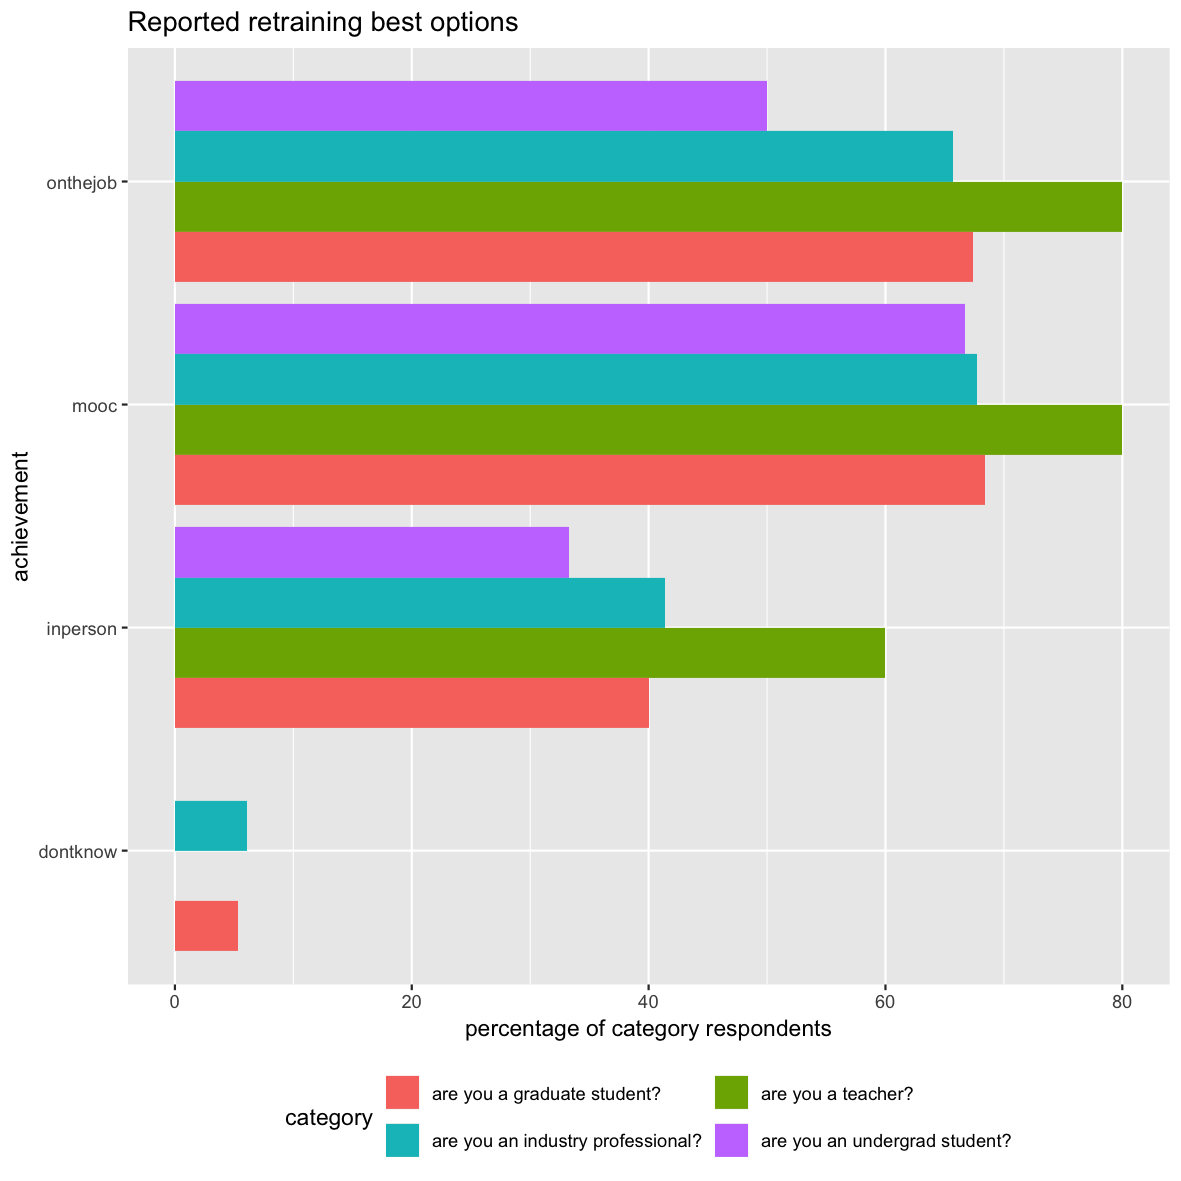 Reported retraining best options
onthejob
mooc
inperson
dontknow
achievement
0 20 40 60 80
percentage of category respondents
category
are you a graduate student? are you a teacher?
are you an industry professional? are you an undergrad student?